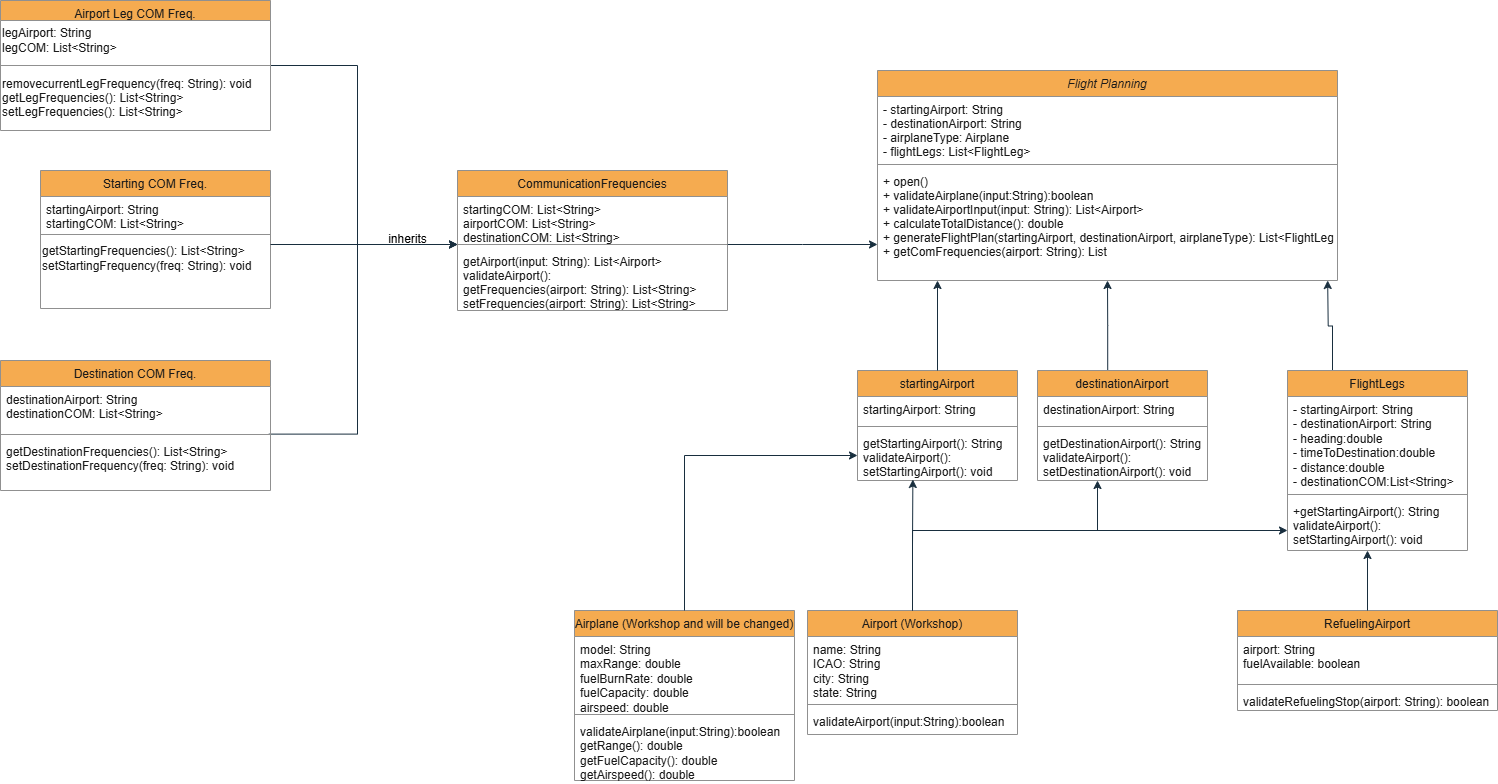 Airport Leg COM Freq.
legAirport: String
legCOM: List<String>
removecurrentLegFrequency(freq: String): void
getLegFrequencies(): List<String>
setLegFrequencies(): List<String>
Starting COM Freq.
startingAirport: String
startingCOM: List<String>
getStartingFrequencies(): List<String>
setStartingFrequency(freq: String): void
Destination COM Freq.
destinationAirport: String
destinationCOM: List<String>
getDestinationFrequencies(): List<String>
setDestinationFrequency(freq: String): void
inherits
CommunicationFrequencies
startingCOM: List<String>
airportCOM: List<String>
destinationCOM: List<String>
getAirport(input: String): List<Airport>
validateAirport():
getFrequencies(airport: String): List<String>
setFrequencies(airport: String): List<String>
Flight Planning
- startingAirport: String
- destinationAirport: String
- airplaneType: Airplane
- flightLegs: List<FlightLeg>
+ open()
+ validateAirplane(input:String):boolean
+ validateAirportInput(input: String): List<Airport>
+ calculateTotalDistance(): double
+ generateFlightPlan(startingAirport, destinationAirport, airplaneType): List<FlightLeg
+ getComFrequencies(airport: String): List
startingAirport
startingAirport: String
getStartingAirport(): String
validateAirport():
setStartingAirport(): void
destinationAirport
destinationAirport: String
getDestinationAirport(): String
validateAirport():
setDestinationAirport(): void
FlightLegs
- startingAirport: String
- destinationAirport: String
- heading:double
- timeToDestination:double
- distance:double
- destinationCOM:List<String>
+getStartingAirport(): String
validateAirport():
setStartingAirport(): void
Airplane (Workshop and will be changed)
model: String
maxRange: double
fuelBurnRate: double
fuelCapacity: double
airspeed: double
validateAirplane(input:String):boolean
getRange(): double
getFuelCapacity(): double
getAirspeed(): double
Airport (Workshop)
name: String
ICAO: String
city: String
state: String
validateAirport(input:String):boolean
RefuelingAirport
airport: String
fuelAvailable: boolean
validateRefuelingStop(airport: String): boolean